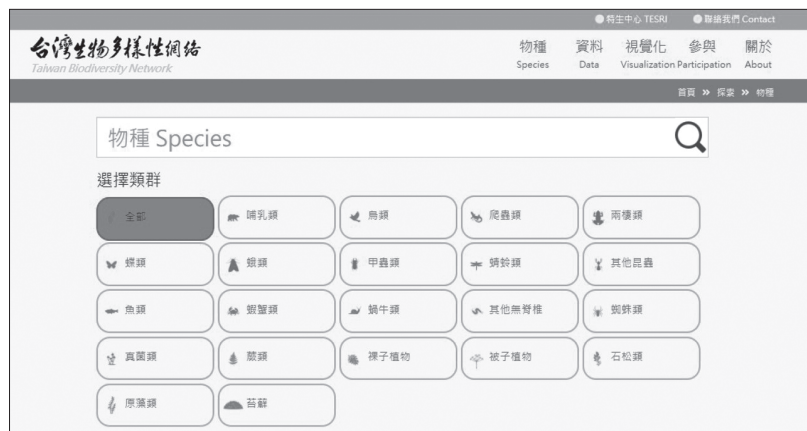 特生中心 TESRI 聯絡我們 Contact
台灣生物多樣性網絡
Taiwan Biodiversity Network
物種 資料 視覺化 參與 關於
Species Data Visualization Participation About
首頁 » 探索 » 物種
物種 Species
選擇類群
全部 哺乳類 鳥類 爬蟲類 兩棲類
蝶類 蛾類 甲蟲類 蜻蛉類 其他昆蟲
魚類 蝦蟹類 蝸牛類 其他無脊椎 蜘蛛類
真菌類 蕨類 裸子植物 被子植物 石松類
原藻類 苔蘚